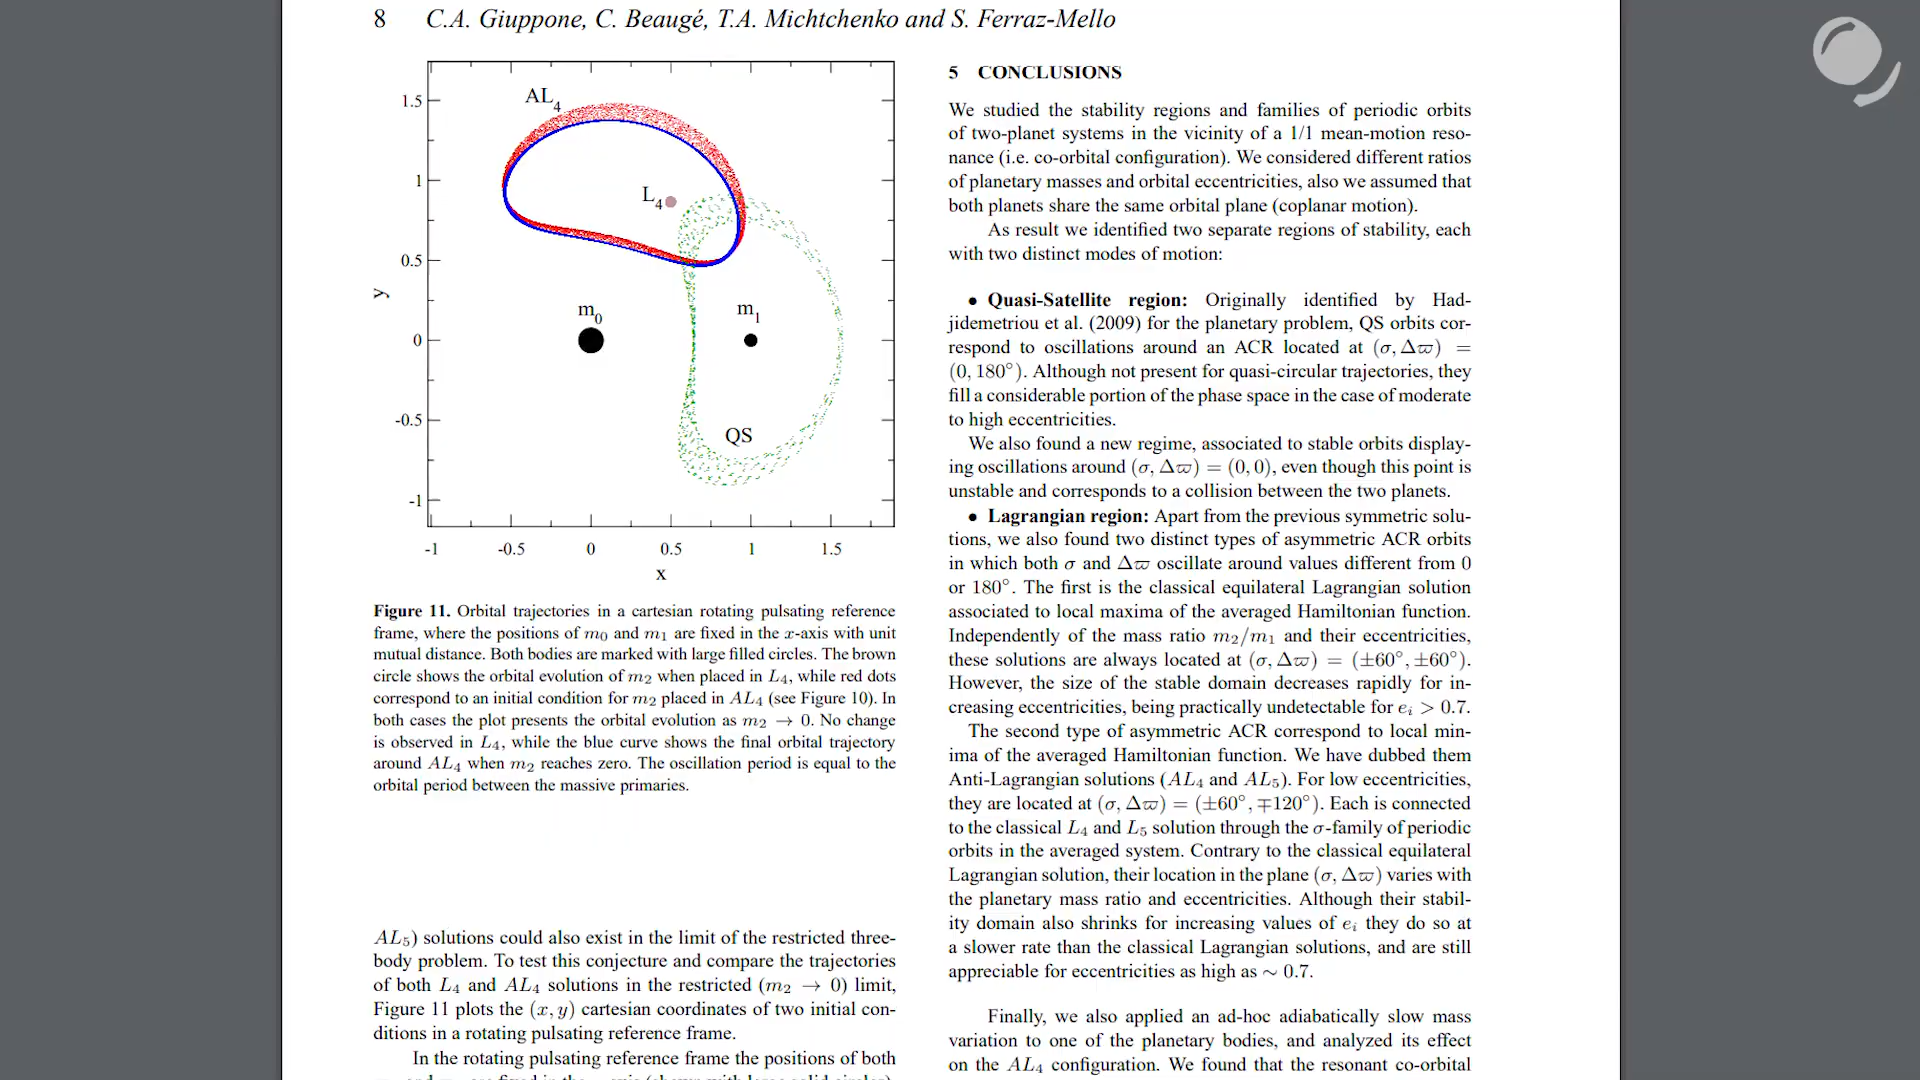 8 C.A. Giuppone, C. Beaugé, T.A. Michtchenko and S. Ferraz-Mello
AL4
L4
m0
m1
QS
1.5
1
0.5
0
-0.5
-1
y
-1 -0.5 0 0.5 1 1.5
x
Figure 11. Orbital trajectories in a cartesian rotating pulsating reference
frame, where the positions of m0 and m1 are fixed in the x-axis with unit
mutual distance. Both bodies are marked with large filled circles. The brown
circle shows the orbital evolution of m2 when placed in L4, while red dots
correspond to an initial condition for m2 placed in AL4 (see Figure 10). In
both cases the plot presents the orbital evolution as m2 → 0. No change
is observed in L4, while the blue curve shows the final orbital trajectory
around AL4 when m2 reaches zero. The oscillation period is equal to the
orbital period between the massive primaries.
AL5) solutions could also exist in the limit of the restricted three-
body problem. To test this conjecture and compare the trajectories
of both L4 and AL4 solutions in the restricted (m2 → 0) limit,
Figure 11 plots the (x, y) cartesian coordinates of two initial con-
ditions in a rotating pulsating reference frame.
In the rotating pulsating reference frame the positions of both
5 CONCLUSIONS
We studied the stability regions and families of periodic orbits
of two-planet systems in the vicinity of a 1/1 mean-motion reso-
nance (i.e. co-orbital configuration). We considered different ratios
of planetary masses and orbital eccentricities, also we assumed that
both planets share the same orbital plane (coplanar motion).
As result we identified two separate regions of stability, each
with two distinct modes of motion:
• Quasi-Satellite region: Originally identified by Had-
jidemetriou et al. (2009) for the planetary problem, QS orbits cor-
respond to oscillations around an ACR located at (σ, Δϖ) =
(0, 180°). Although not present for quasi-circular trajectories, they
fill a considerable portion of the phase space in the case of moderate
to high eccentricities.
We also found a new regime, associated to stable orbits display-
ing oscillations around (σ, Δϖ) = (0, 0), even though this point is
unstable and corresponds to a collision between the two planets.
• Lagrangian region: Apart from the previous symmetric solu-
tions, we also found two distinct types of asymmetric ACR orbits
in which both σ and Δϖ oscillate around values different from 0
or 180°. The first is the classical equilateral Lagrangian solution
associated to local maxima of the averaged Hamiltonian function.
Independently of the mass ratio m2/m1 and their eccentricities,
these solutions are always located at (σ, Δϖ) = (±60°, ±60°).
However, the size of the stable domain decreases rapidly for in-
creasing eccentricities, being practically undetectable for ei > 0.7.
The second type of asymmetric ACR correspond to local min-
ima of the averaged Hamiltonian function. We have dubbed them
Anti-Lagrangian solutions (AL4 and AL5). For low eccentricities,
they are located at (σ, Δϖ) = (±60°, ∓120°). Each is connected
to the classical L4 and L5 solution through the σ-family of periodic
orbits in the averaged system. Contrary to the classical equilateral
Lagrangian solution, their location in the plane (σ, Δϖ) varies with
the planetary mass ratio and eccentricities. Although their stabil-
ity domain also shrinks for increasing values of ei they do so at
a slower rate than the classical Lagrangian solutions, and are still
appreciable for eccentricities as high as ∼ 0.7.
Finally, we also applied an ad-hoc adiabatically slow mass
variation to one of the planetary bodies, and analyzed its effect
on the AL4 configuration. We found that the resonant co-orbital